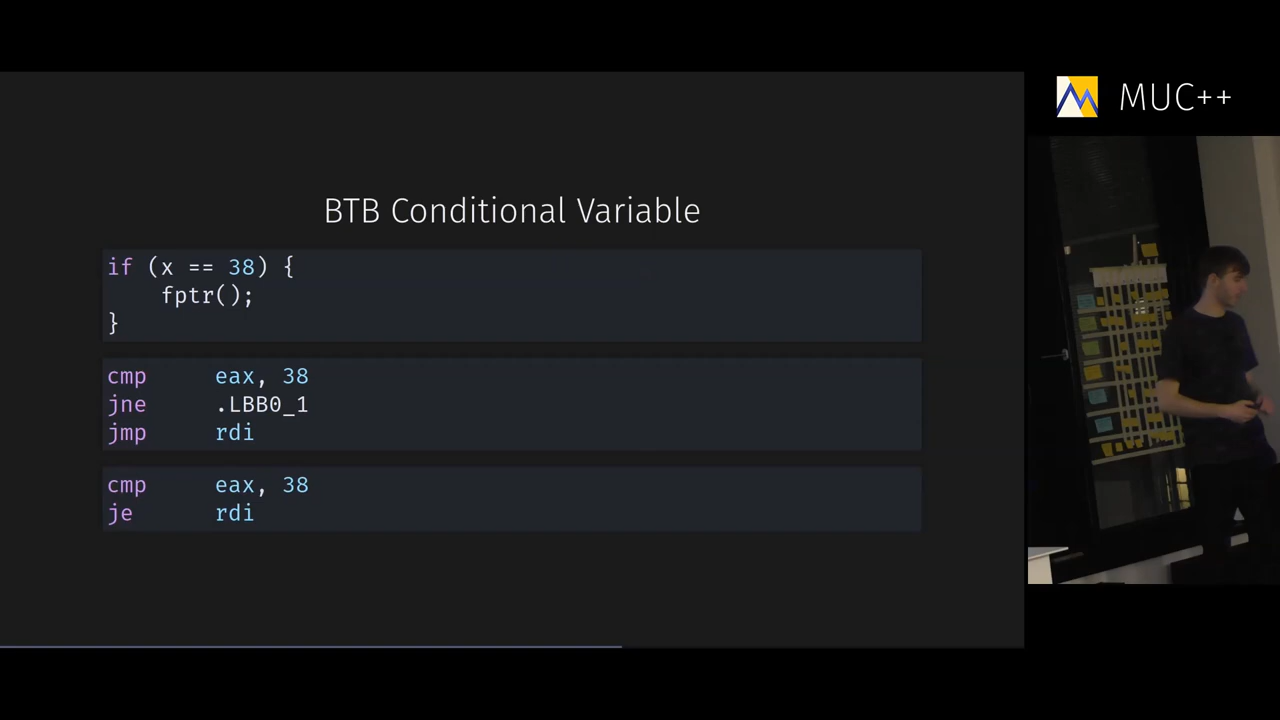 MUC++
BTB Conditional Variable
if (x == 38) {
    fptr();
}
cmp     eax, 38
jne     .LBB0_1
jmp     rdi
cmp     eax, 38
je      rdi